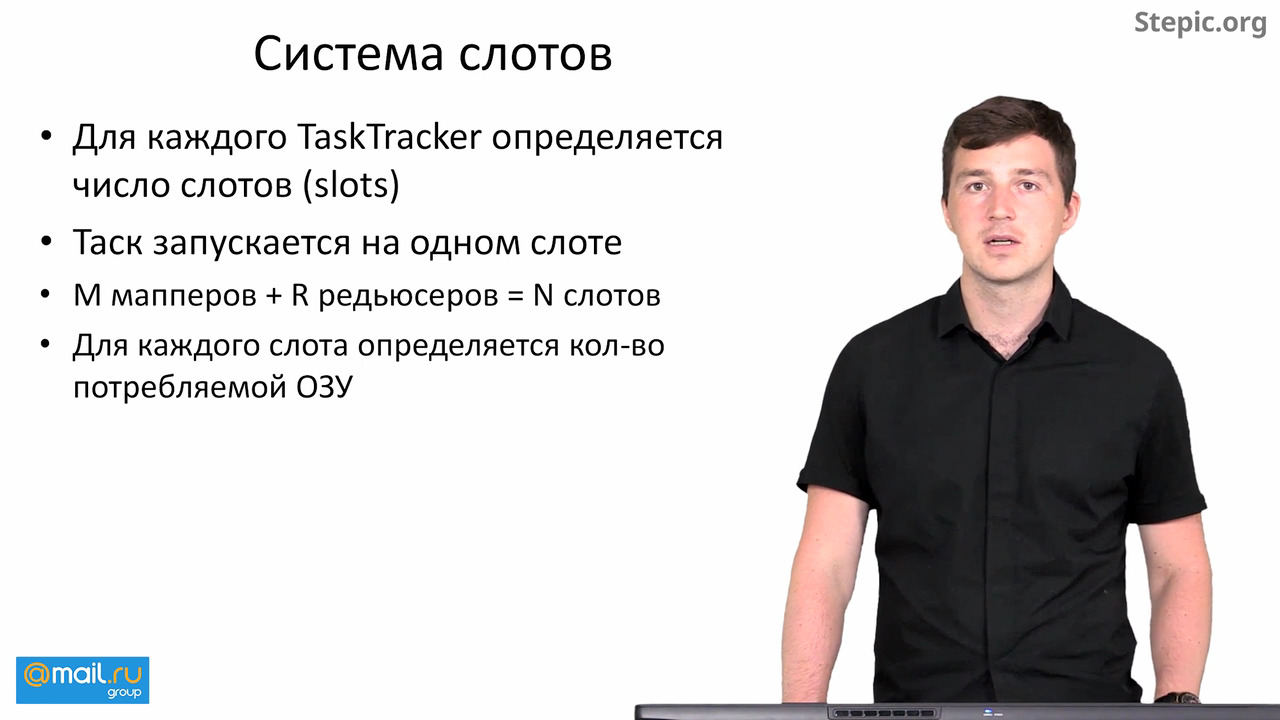 Stepic.org
Система слотов
• Для каждого TaskTracker определяется
число слотов (slots)
• Таск запускается на одном слоте
• M мапперов + R редьюсеров = N слотов
• Для каждого слота определяется кол-во
потребляемой ОЗУ
@mail.ru
group